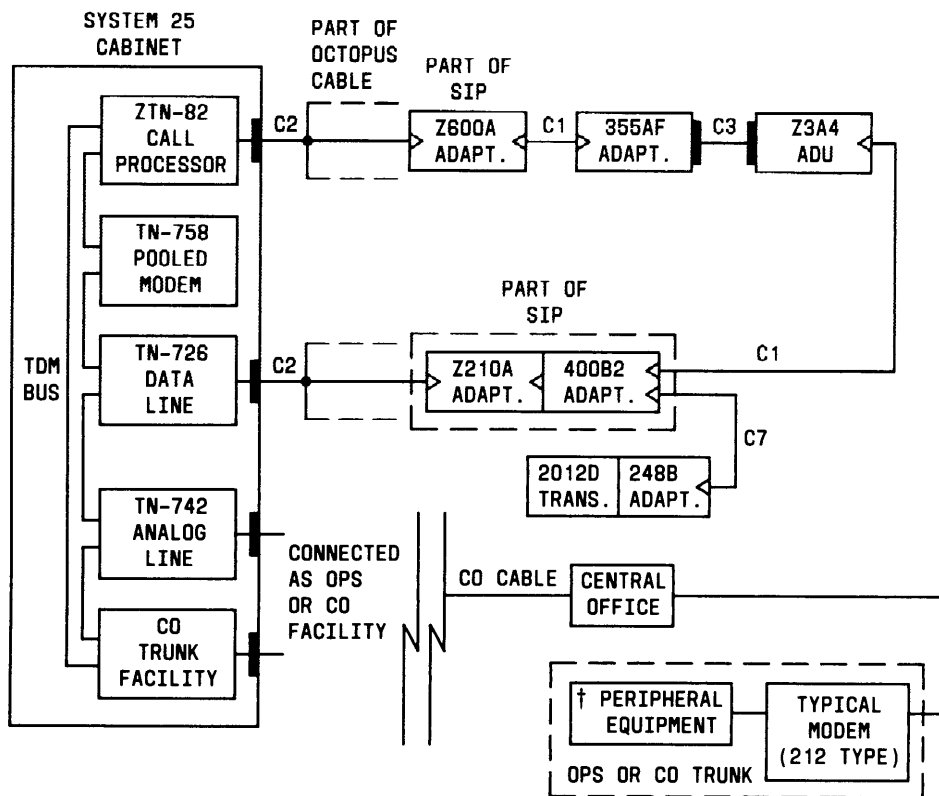 SYSTEM 25
CABINET
PART OF
OCTOPUS
CABLE
PART OF
SIP
ZTN-82
CALL
PROCESSOR
C2
Z600A
ADAPT.
C1
355AF
ADAPT.
C3
Z3A4
ADU
TN-758
POOLED
MODEM
PART OF
SIP
TDM
BUS
TN-726
DATA
LINE
C2
Z210A
ADAPT.
400B2
ADAPT.
C1
C7
2012D
TRANS.
248B
ADAPT.
TN-742
ANALOG
LINE
CONNECTED
AS OPS
OR CO
FACILITY
CO CABLE
CENTRAL
OFFICE
CO
TRUNK
FACILITY
† PERIPHERAL
EQUIPMENT
TYPICAL
MODEM
(212 TYPE)
OPS OR CO TRUNK